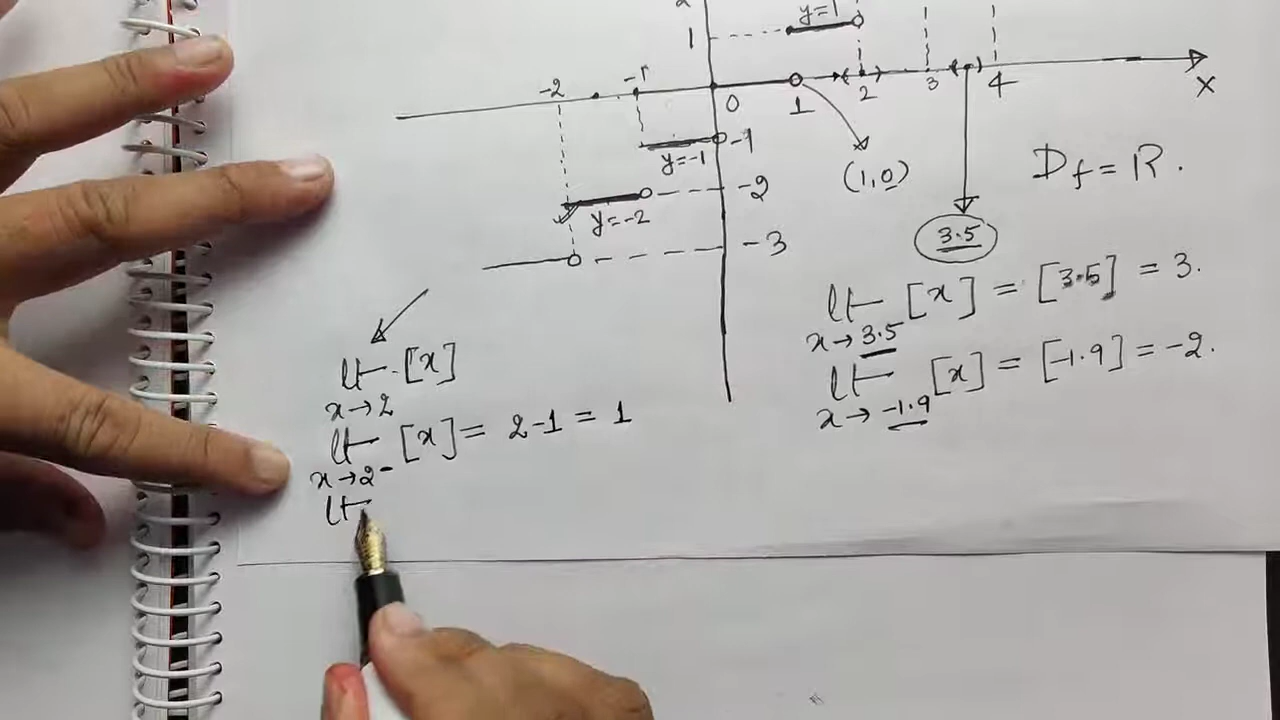 y=1
1
-2 -1 0 1 2 3 4 X
y=-1 -1
(1,0)
D f = R.
-2
y=-2
3.5
-3
lt [x] = [3.5] = 3.
x→3.5
lt [x] = [-1.9] = -2.
x→-1.9
lt [x]
x→2
lt [x] = 2-1 = 1
x→2-
lt